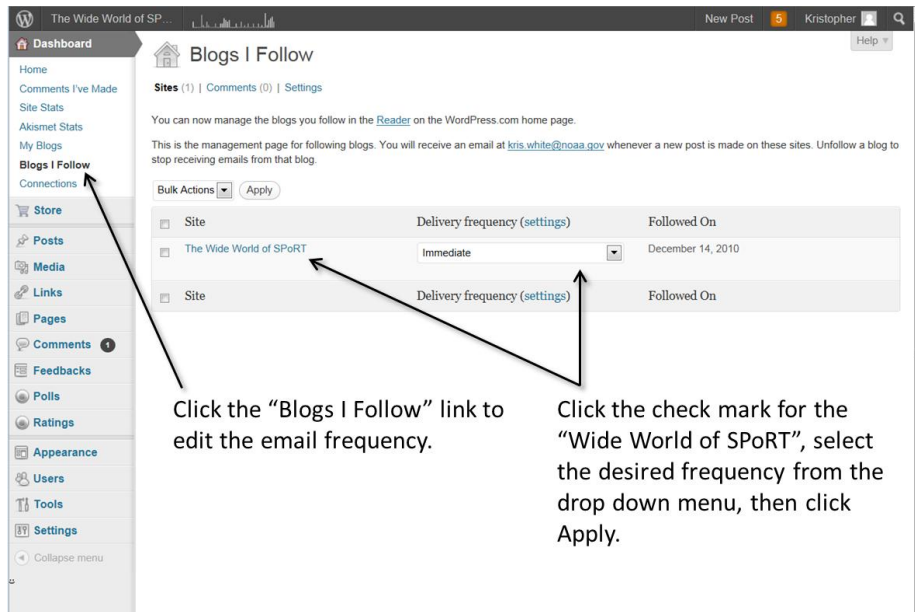 The Wide World of SP...
New Post
5
Kristopher
Help
Dashboard
Home
Comments I've Made
Site Stats
Akismet Stats
My Blogs
Blogs I Follow
Connections
Store
Posts
Media
Links
Pages
Comments 1
Feedbacks
Polls
Ratings
Appearance
Users
Tools
Settings
Collapse menu
Blogs I Follow
Sites (1) | Comments (0) | Settings
You can now manage the blogs you follow in the Reader on the WordPress.com home page.
This is the management page for following blogs. You will receive an email at kris.white@noaa.gov whenever a new post is made on these sites. Unfollow a blog to
stop receiving emails from that blog.
Bulk Actions
Apply
Site Delivery frequency (settings) Followed On
The Wide World of SPoRT Immediate December 14, 2010
Site Delivery frequency (settings) Followed On
Click the “Blogs I Follow” link to
edit the email frequency.
Click the check mark for the
“Wide World of SPoRT”, select
the desired frequency from the
drop down menu, then click
Apply.